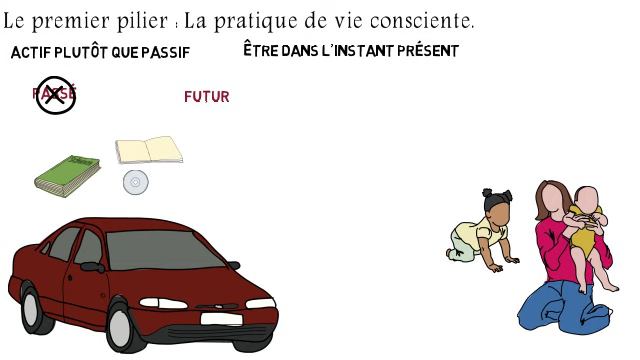 Le premier pilier : La pratique de vie consciente.
ACTIF PLUTÔT QUE PASSIF
ÊTRE DANS L'INSTANT PRÉSENT
PASSÉ
FUTUR